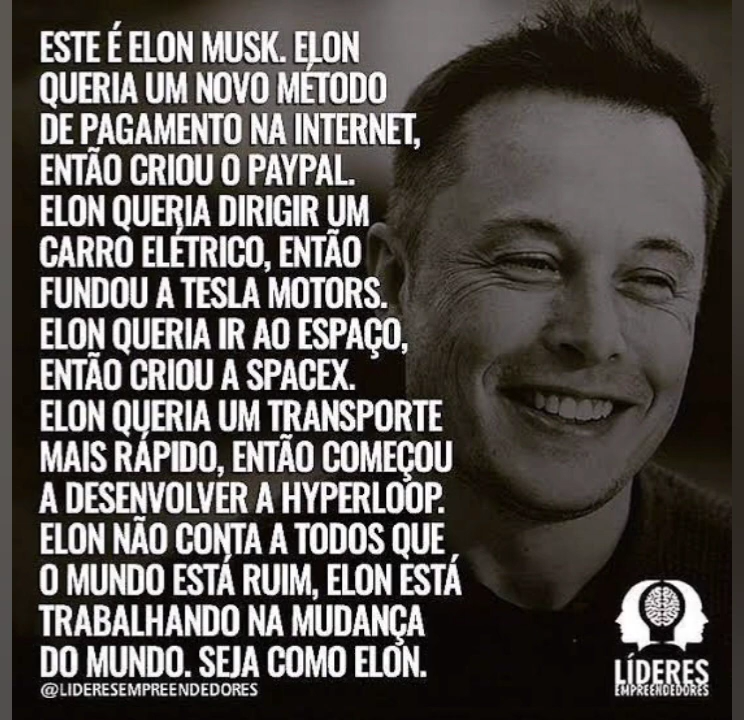 ESTE É ELON MUSK. ELON
QUERIA UM NOVO MÉTODO
DE PAGAMENTO NA INTERNET,
ENTÃO CRIOU O PAYPAL.
ELON QUERIA DIRIGIR UM
CARRO ELÉTRICO, ENTÃO
FUNDOU A TESLA MOTORS.
ELON QUERIA IR AO ESPAÇO,
ENTÃO CRIOU A SPACEX.
ELON QUERIA UM TRANSPORTE
MAIS RÁPIDO, ENTÃO COMEÇOU
A DESENVOLVER A HYPERLOOP.
ELON NÃO CONTA A TODOS QUE
O MUNDO ESTÁ RUIM, ELON ESTÁ
TRABALHANDO NA MUDANÇA
DO MUNDO. SEJA COMO ELON.
@LIDERESEMPREENDEDORES
LÍDERES
EMPREENDEDORES